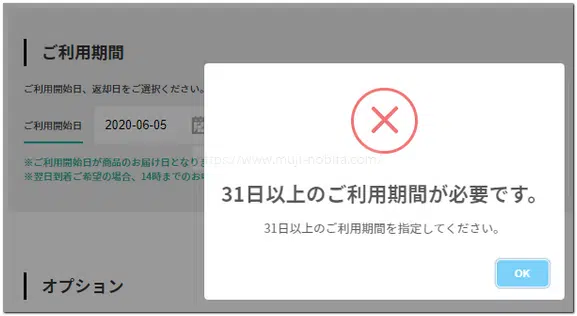 ご利用期間
ご利用開始日、返却日をご選択ください。
ご利用開始日
2020-06-05
※ご利用開始日が商品のお届け日となりま
※翌日到着ご希望の場合、14時までのお
https://www.muji-nobita.com/
31日以上のご利用期間が必要です。
31日以上のご利用期間を指定してください。
OK
オプション